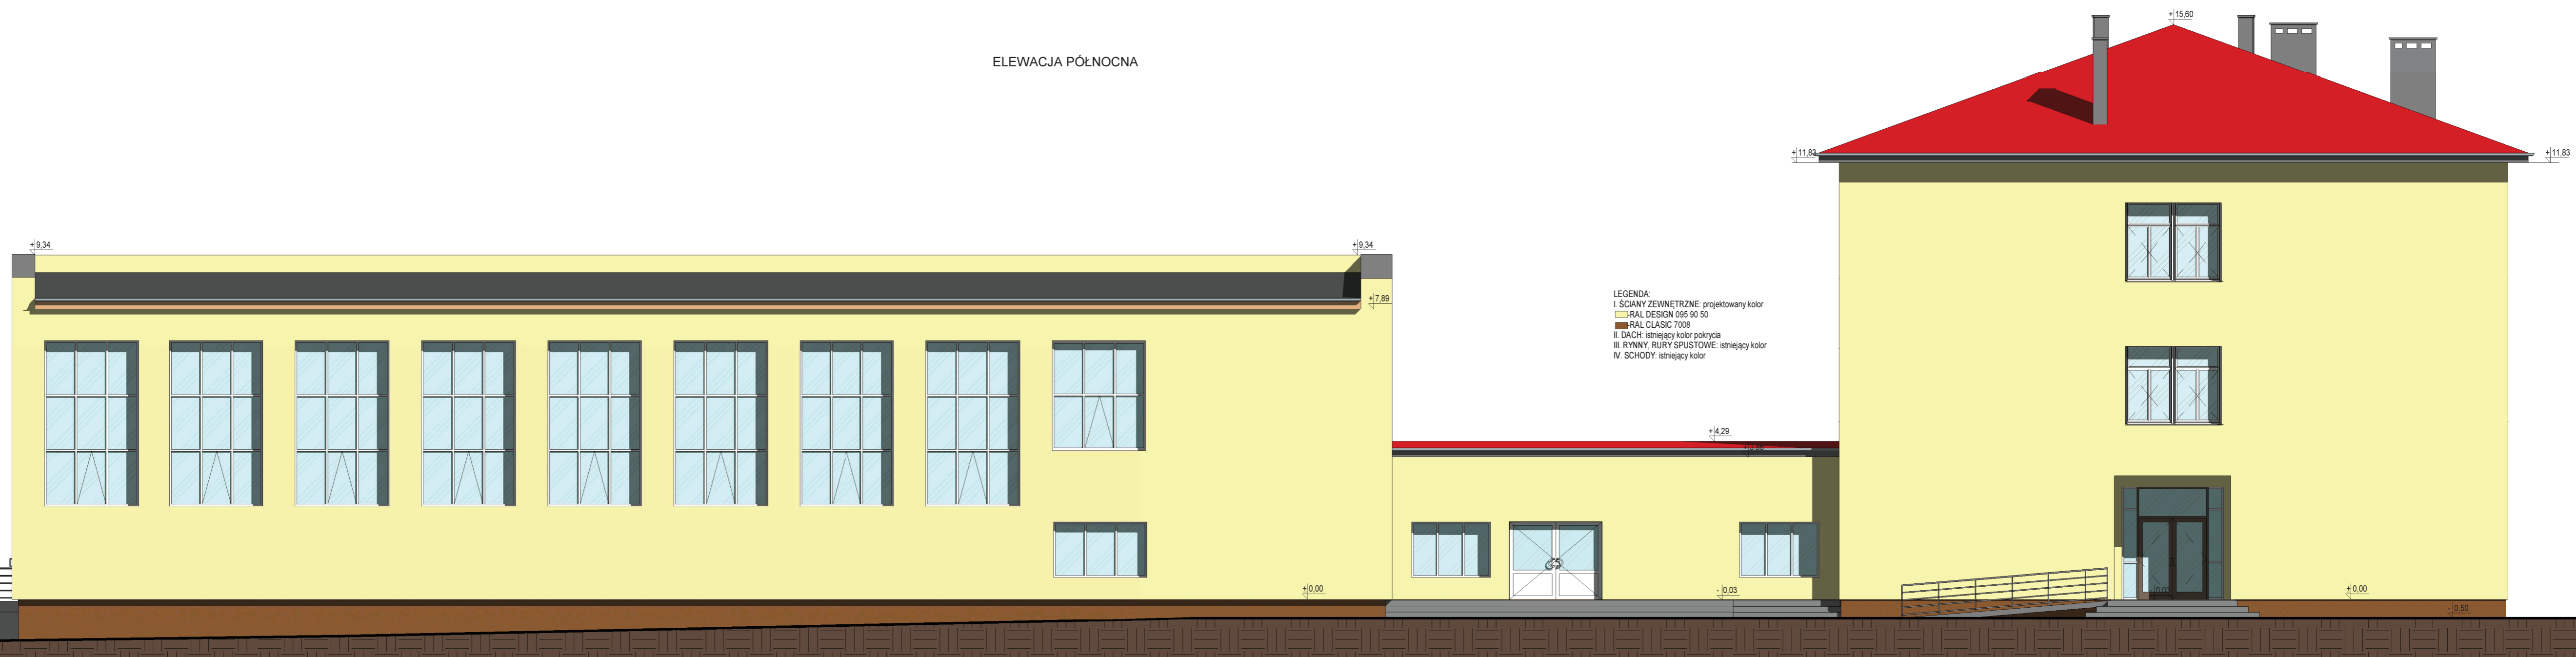 ELEWACJA PÓŁNOCNA
+15,60
+11,83
+11,83
+9,34
+9,34
+7,89
LEGENDA:
I. ŚCIANY ZEWNĘTRZNE: projektowany kolor
-RAL DESIGN 095 90 50
-RAL CLASIC 7008
II. DACH: istniejący kolor pokrycia
III. RYNNY, RURY SPUSTOWE: istniejący kolor
IV. SCHODY: istniejący kolor
+4,29
+0,00
- 0,03
0,01
+0,00
- 0,50